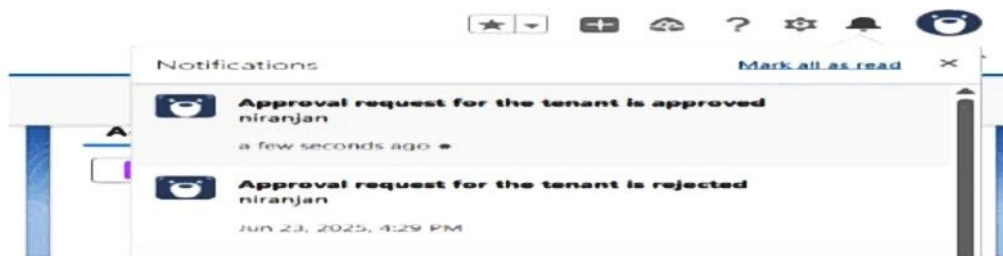 Notifications
Mark all as read
Approval request for the tenant is approved
niranjan
a few seconds ago
Approval request for the tenant is rejected
niranjan
Jun 23, 2025, 4:29 PM